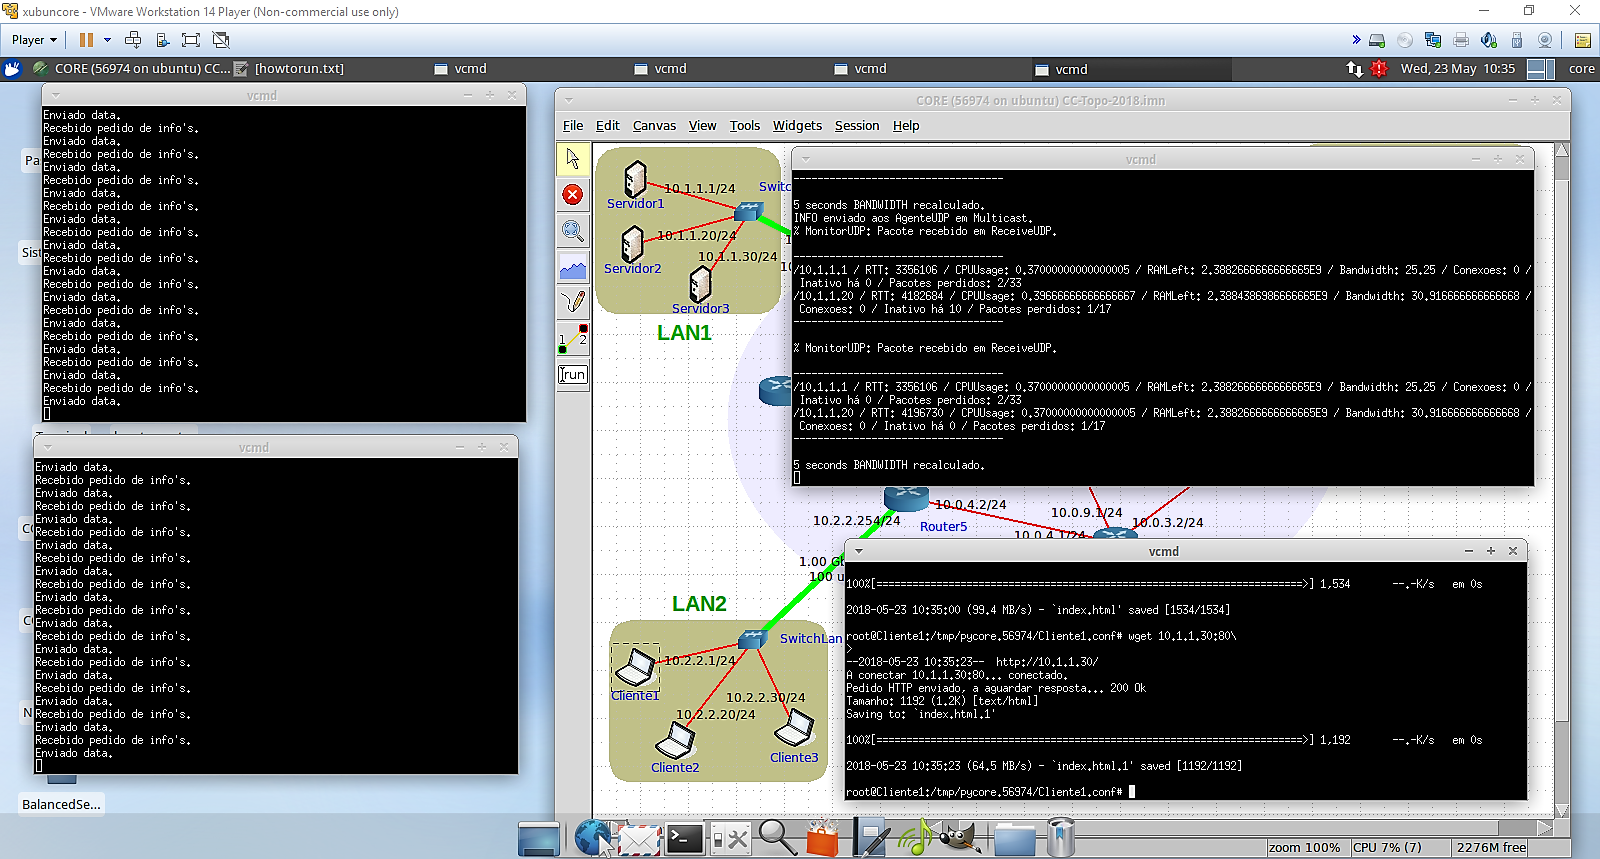 xubuncore - VMware Workstation 14 Player (Non-commercial use only)
Player
CORE (56974 on ubuntu) CC... [howtorun.txt] vcmd vcmd vcmd vcmd Wed, 23 May 10:35 core
vcmd
Enviado data.
Recebido pedido de info's.
Enviado data.
Recebido pedido de info's.
Enviado data.
Recebido pedido de info's.
Enviado data.
Recebido pedido de info's.
Enviado data.
Recebido pedido de info's.
Enviado data.
Recebido pedido de info's.
Enviado data.
Recebido pedido de info's.
Enviado data.
Recebido pedido de info's.
Enviado data.
Recebido pedido de info's.
Enviado data.
Recebido pedido de info's.
Enviado data.
Recebido pedido de info's.
Enviado data.
vcmd
Enviado data.
Recebido pedido de info's.
Enviado data.
Recebido pedido de info's.
Enviado data.
Recebido pedido de info's.
Enviado data.
Recebido pedido de info's.
Enviado data.
Recebido pedido de info's.
Enviado data.
Recebido pedido de info's.
Enviado data.
Recebido pedido de info's.
Enviado data.
Recebido pedido de info's.
Enviado data.
Recebido pedido de info's.
Enviado data.
Recebido pedido de info's.
Enviado data.
Recebido pedido de info's.
Enviado data.
Pa
Sist
BalancedSe...
CORE (56974 on ubuntu) CC-Topo-2018.imn
File Edit Canvas View Tools Widgets Session Help
1 2
run
10.1.1.1/24
Servidor1
Switc
10.1.1.20/24
Servidor2
10.1.1.30/24
Servidor3
LAN1
vcmd
----------------------------------
5 seconds BANDWIDTH recalculado.
INFO enviado aos AgenteUDP em Multicast.
% MonitorUDP: Pacote recebido em ReceiveUDP.
----------------------------------
/10.1.1.1 / RTT: 3356106 / CPUUsage: 0.37000000000000005 / RAMLeft: 2.3882666666666665E9 / Bandwidth: 25.25 / Conexoes: 0 /
Inativo há 0 / Pacotes perdidos: 2/33
/10.1.1.20 / RTT: 4182684 / CPUUsage: 0.39666666666666667 / RAMLeft: 2.3884386986666665E9 / Bandwidth: 30.916666666666668 /
Conexoes: 0 / Inativo há 10 / Pacotes perdidos: 1/17
----------------------------------
% MonitorUDP: Pacote recebido em ReceiveUDP.
----------------------------------
/10.1.1.1 / RTT: 3356106 / CPUUsage: 0.37000000000000005 / RAMLeft: 2.3882666666666665E9 / Bandwidth: 25.25 / Conexoes: 0 /
Inativo há 0 / Pacotes perdidos: 2/33
/10.1.1.20 / RTT: 4196730 / CPUUsage: 0.37000000000000005 / RAMLeft: 2.3882666666666665E9 / Bandwidth: 30.916666666666668 /
Conexoes: 0 / Inativo há 0 / Pacotes perdidos: 1/17
----------------------------------
5 seconds BANDWIDTH recalculado.
10.0.4.2/24
10.2.2.254/24
Router5
10.0.9.1/24
10.0.3.2/24
10.0.4.1/24
1.00 G
100 u
LAN2
SwitchLan
10.2.2.1/24
Cliente1
10.2.2.30/24
10.2.2.20/24
Cliente2
Cliente3
vcmd
100%[======================================================================>] 1,534 --.-K/s em 0s
2018-05-23 10:35:00 (99.4 MB/s) - `index.html' saved [1534/1534]
root@Cliente1:/tmp/pycore.56974/Cliente1.conf# wget 10.1.1.30:80\
>
--2018-05-23 10:35:23-- http://10.1.1.30/
A conectar 10.1.1.30:80... conectado.
Pedido HTTP enviado, a aguardar resposta... 200 Ok
Tamanho: 1192 (1.2K) [text/html]
Saving to: `index.html.1'
100%[======================================================================>] 1,192 --.-K/s em 0s
2018-05-23 10:35:23 (64.5 MB/s) - `index.html.1' saved [1192/1192]
root@Cliente1:/tmp/pycore.56974/Cliente1.conf#
zoom 100% CPU 7% (7) 2276M free